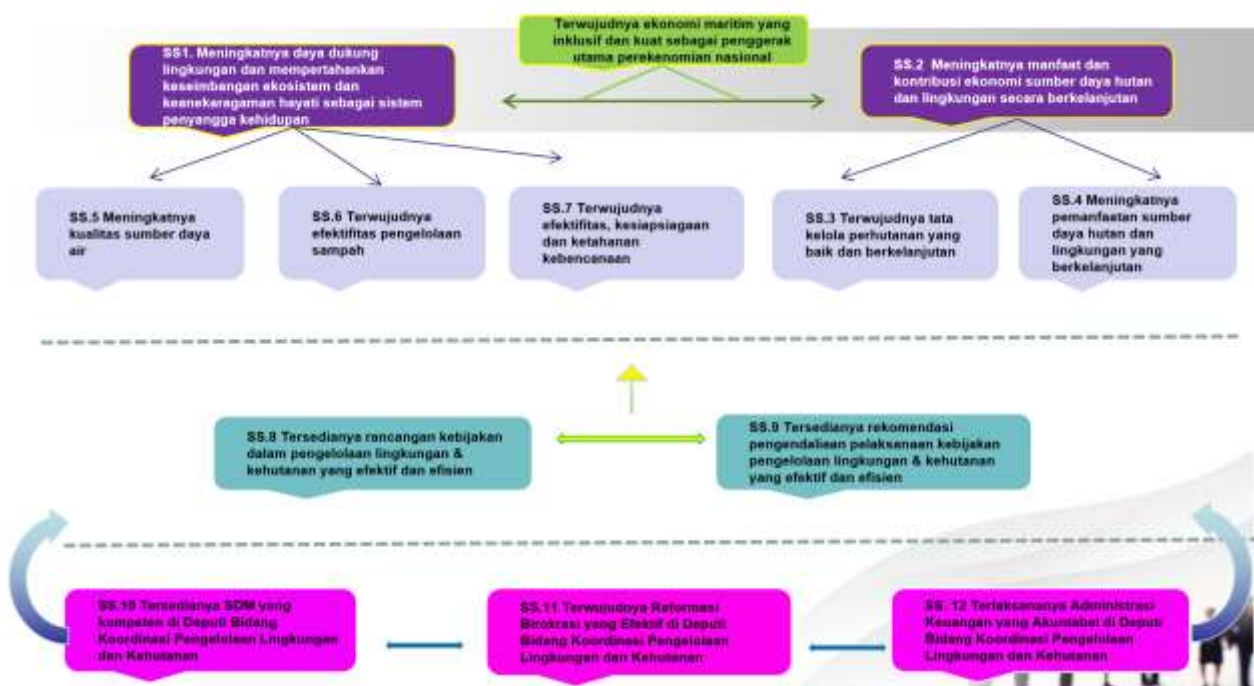 Terwujudnya ekonomi maritim yang
inklusif dan kuat sebagai penggerak
utama perekenomian nasional
SS1. Meningkatnya daya dukung
lingkungan dan mempertahankan
keseimbangan ekosistem dan
keanekaragaman hayati sebagai sistem
penyangga kehidupan
SS.2 Meningkatnya manfaat dan
kontribusi ekonomi sumber daya hutan
dan lingkungan secara berkelanjutan
SS.5 Meningkatnya
kualitas sumber daya
air
SS.6 Terwujudnya
efektifitas pengelolaan
sampah
SS.7 Terwujudnya
efektifitas, kesiapsiagaan
dan ketahanan
kebencanaan
SS.3 Terwujudnya tata
kelola perhutanan yang
baik dan berkelanjutan
SS.4 Meningkatnya
pemanfaatan sumber
daya hutan dan
lingkungan yang
berkelanjutan
SS.8 Tersedianya rancangan kebijakan
dalam pengelolaan lingkungan &
kehutanan yang efektif dan efisien
SS.9 Tersedianya rekomendasi
pengendaliaan pelaksanaan kebijakan
pengelolaan lingkungan & kehutanan
yang efektif dan efisien
SS.10 Tersedianya SDM yang
kompeten di Deputi Bidang
Koordinasi Pengelolaan Lingkungan
dan Kehutanan
SS.11 Terwujudnya Reformasi
Birokrasi yang Efektif di Deputi
Bidang Koordinasi Pengelolaan
Lingkungan dan Kehutanan
SS. 12 Terlaksananya Administrasi
Keuangan yang Akuntabel di Deputi
Bidang Koordinasi Pengelolaan
Lingkungan dan Kehutanan